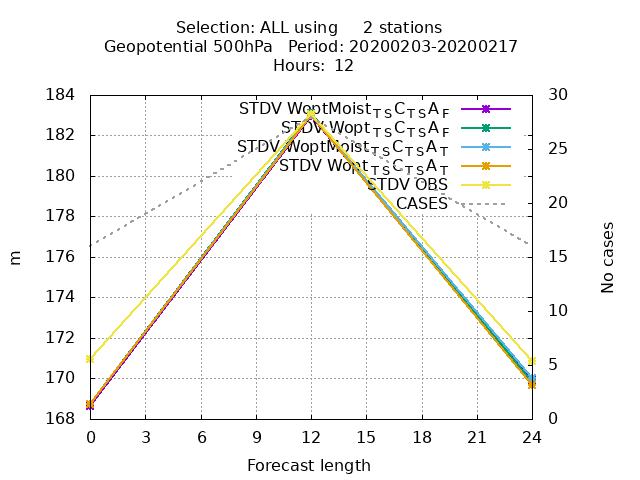 Selection: ALL using 2 stations
Geopotential 500hPa Period: 20200203-20200217
Hours: 12
184
182
180
178
176
174
172
170
168
m
30
25
20
15
10
5
0
No cases
STDV WoptMoistTSCTSAF
STDV WoptTSCTSAF
STDV WoptMoistTSCTSAT
STDV WoptTSCTSAT
STDV OBS
CASES
0 3 6 9 12 15 18 21 24
Forecast length